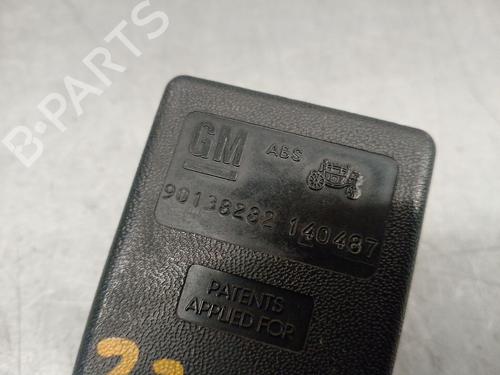 B-PARTS
GM ABS
90138282 140487
PATENTS
APPLIED FOR